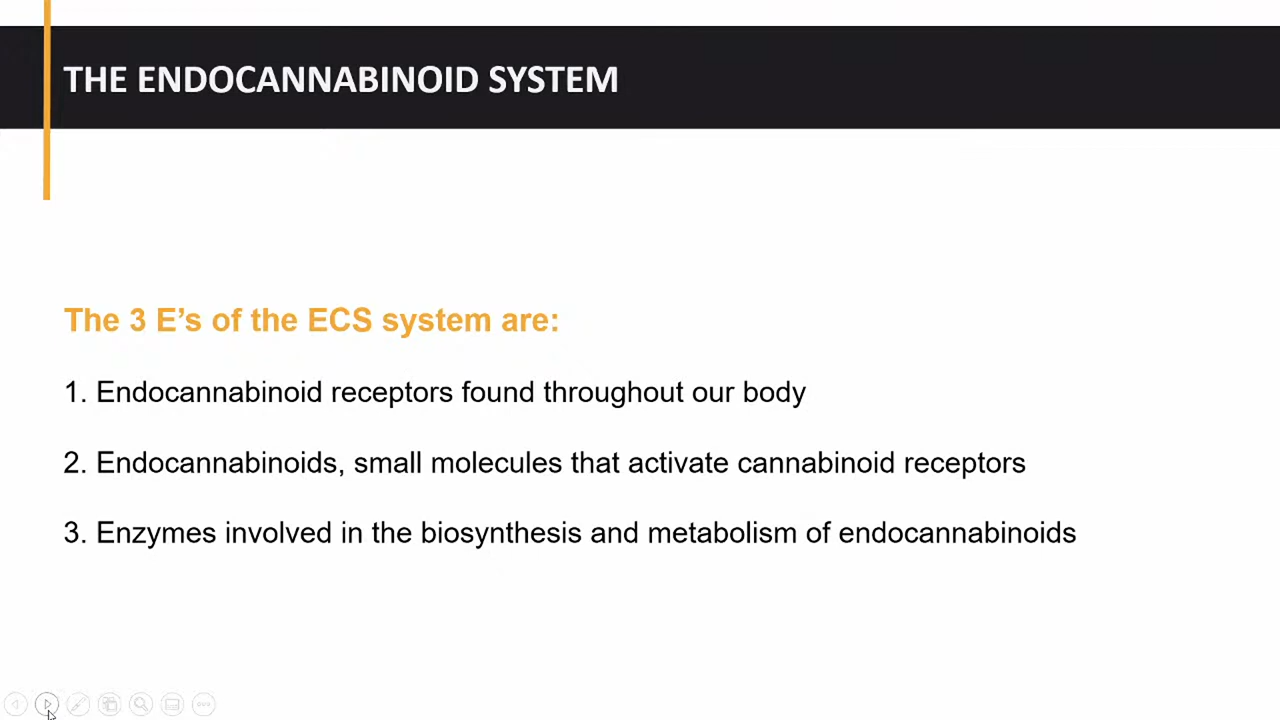 THE ENDOCANNABINOID SYSTEM
The 3 E’s of the ECS system are:
1. Endocannabinoid receptors found throughout our body
2. Endocannabinoids, small molecules that activate cannabinoid receptors
3. Enzymes involved in the biosynthesis and metabolism of endocannabinoids